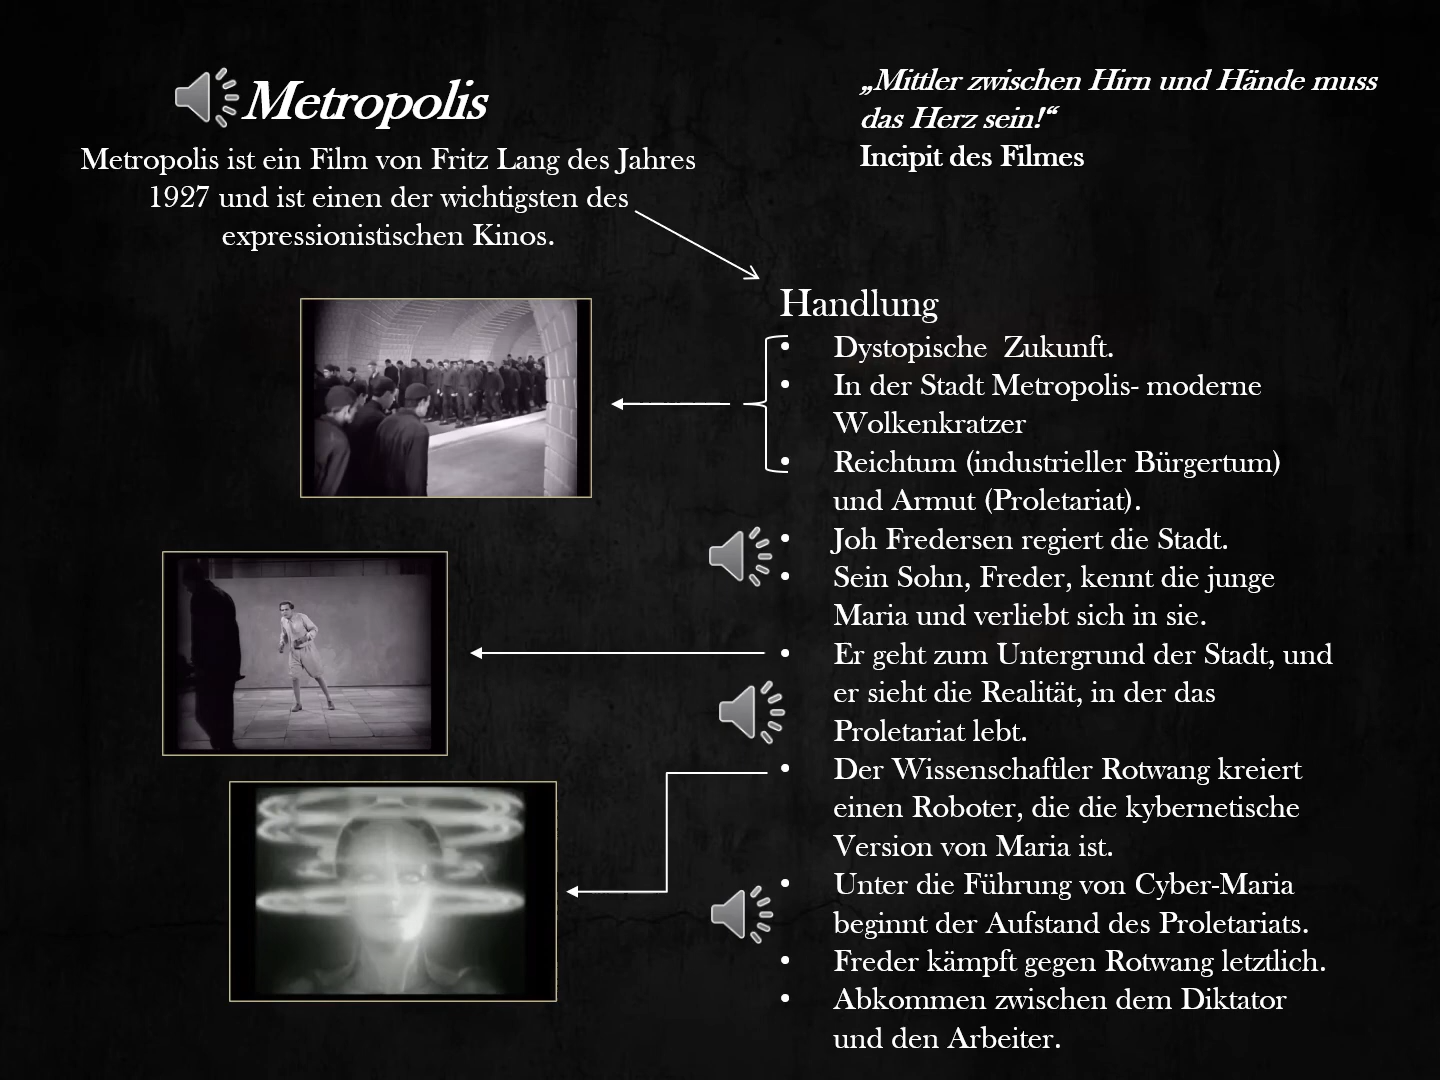 Metropolis
Metropolis ist ein Film von Fritz Lang des Jahres
1927 und ist einen der wichtigsten des
expressionistischen Kinos.
„Mittler zwischen Hirn und Hände muss
das Herz sein!“
Incipit des Filmes
Handlung
• Dystopische  Zukunft.
• In der Stadt Metropolis- moderne
Wolkenkratzer
• Reichtum (industrieller Bürgertum)
und Armut (Proletariat).
• Joh Fredersen regiert die Stadt.
• Sein Sohn, Freder, kennt die junge
Maria und verliebt sich in sie.
• Er geht zum Untergrund der Stadt, und
er sieht die Realität, in der das
Proletariat lebt.
• Der Wissenschaftler Rotwang kreiert
einen Roboter, die die kybernetische
Version von Maria ist.
• Unter die Führung von Cyber-Maria
beginnt der Aufstand des Proletariats.
• Freder kämpft gegen Rotwang letztlich.
• Abkommen zwischen dem Diktator
und den Arbeiter.